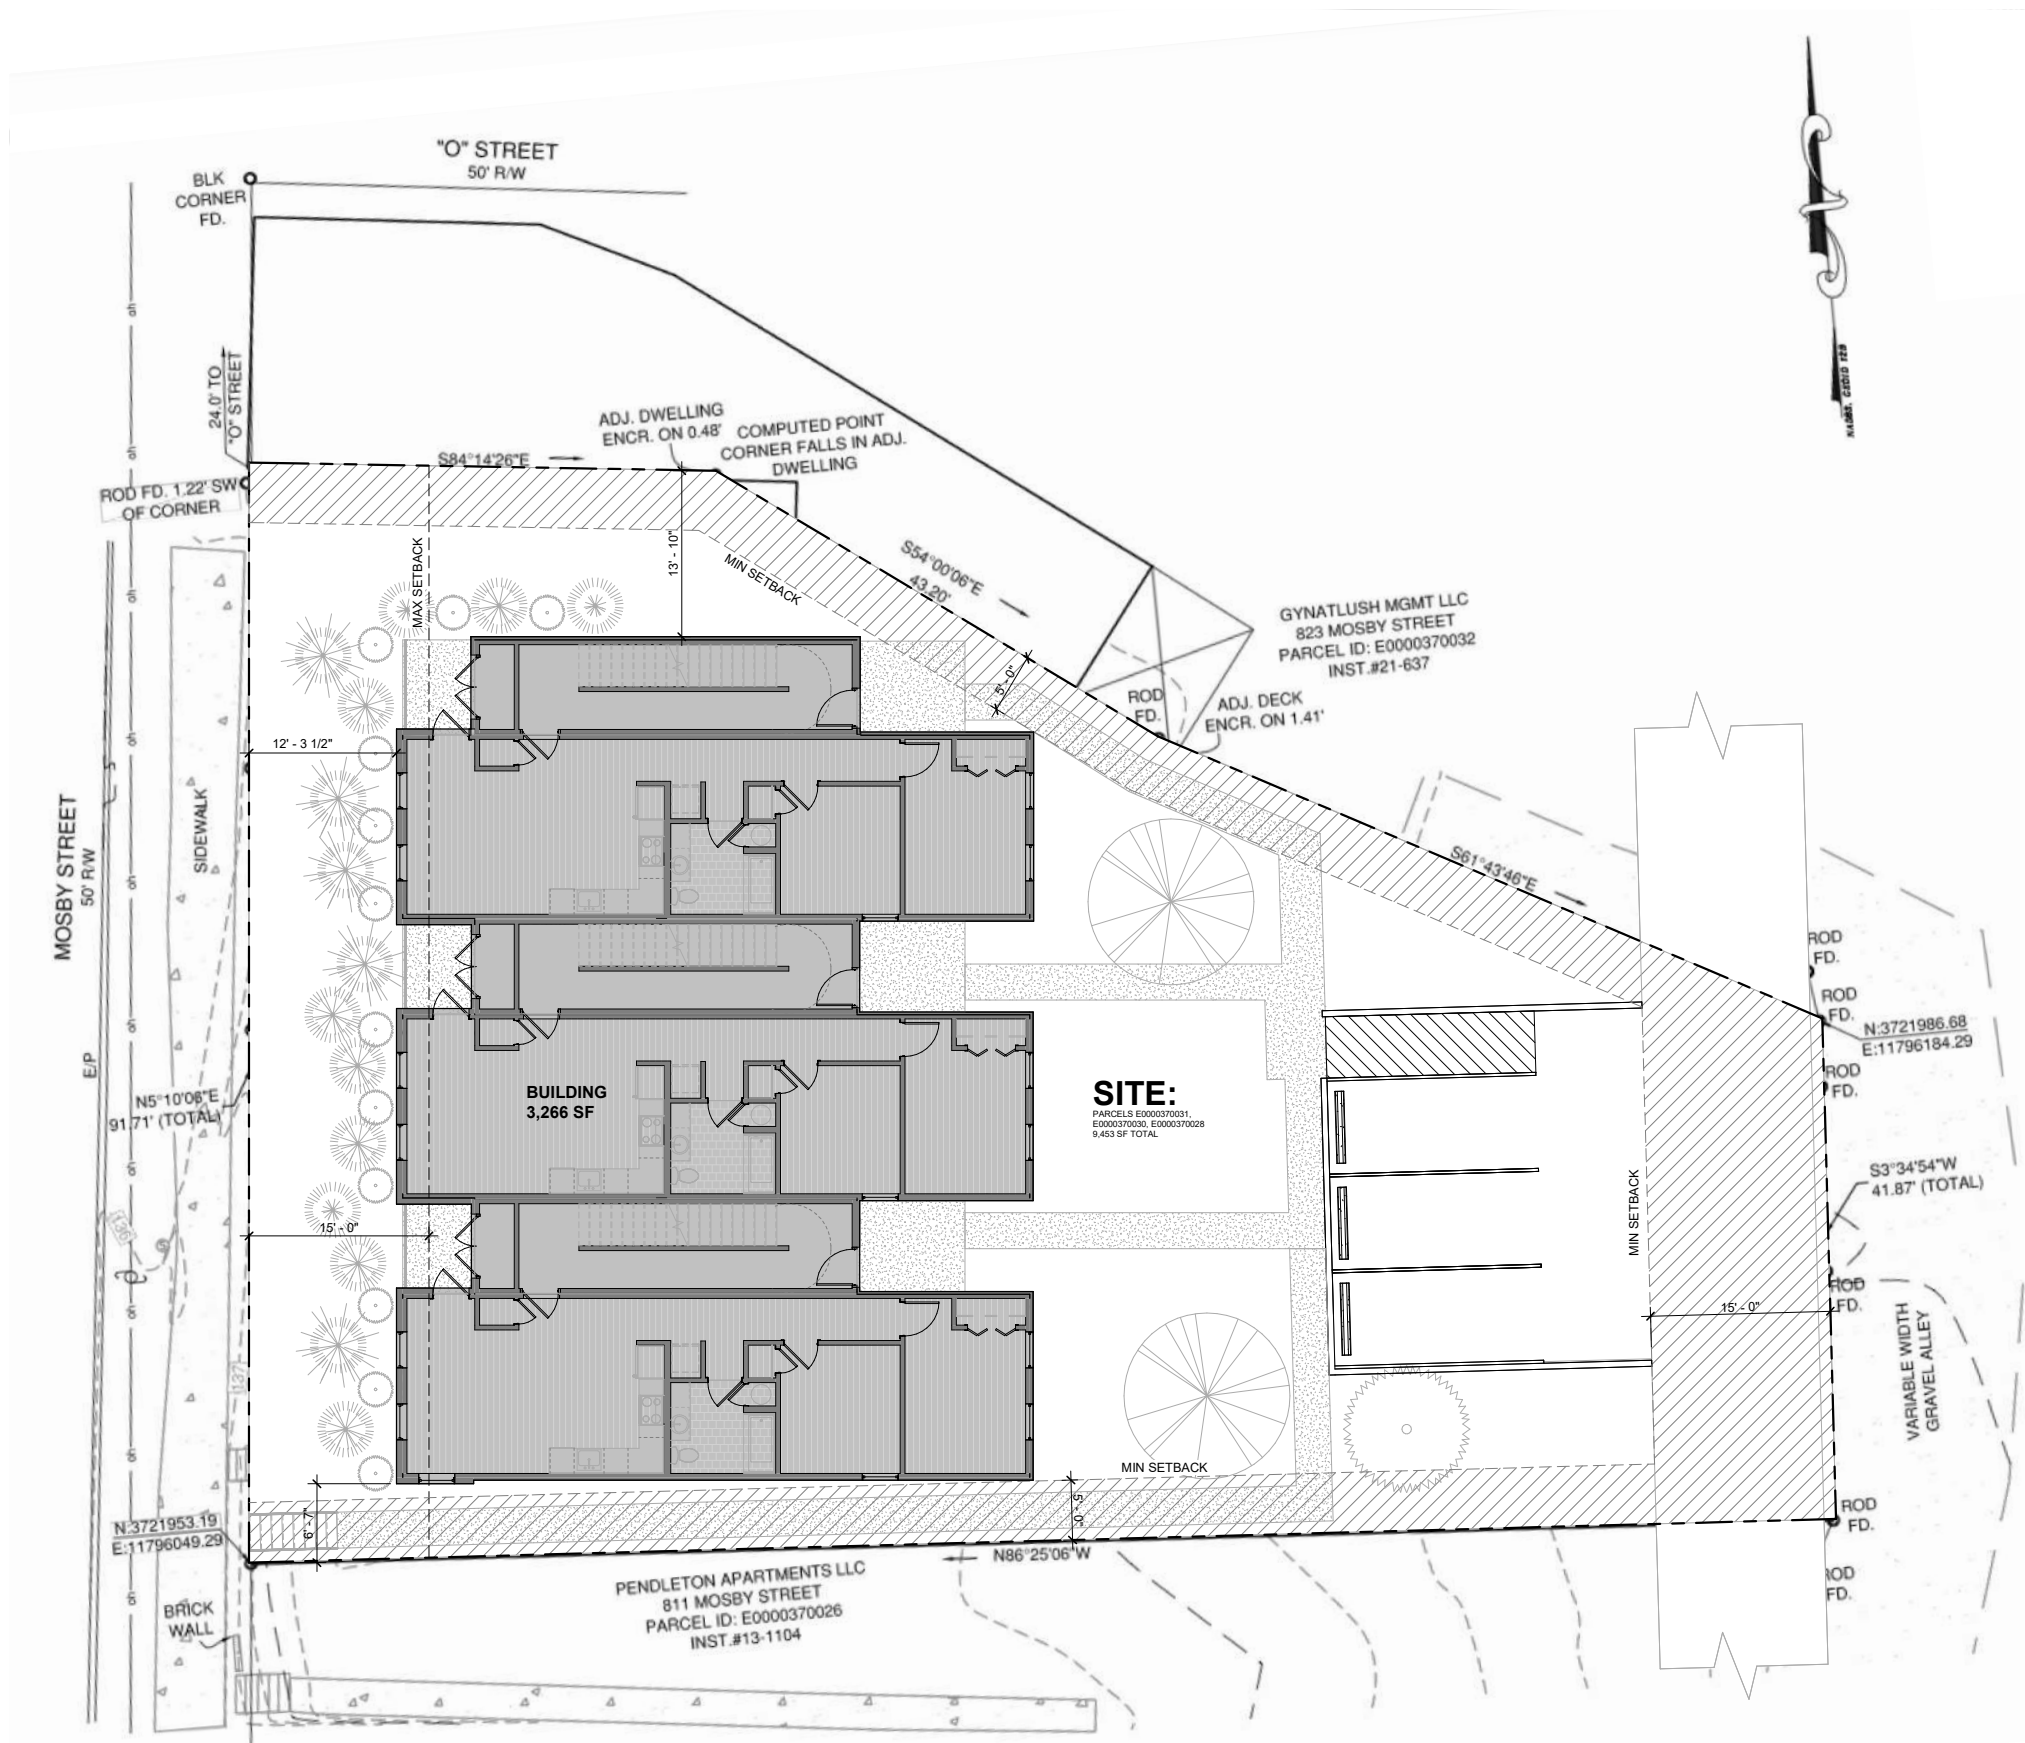 "O" STREET
50' R/W
BLK
CORNER
FD.
24.0' TO
"O" STREET
ADJ. DWELLING
ENCR. ON 0.48'
COMPUTED POINT
CORNER FALLS IN ADJ.
DWELLING
S84°14'26"E
ROD FD. 1.22' SW
OF CORNER
MAX SETBACK
13' - 10"
MIN SETBACK
S54°00'06"E
43.20'
5' - 0"
GYNATLUSH MGMT LLC
823 MOSBY STREET
PARCEL ID: E0000370032
INST.#21-637
ROD
FD.
ADJ. DECK
ENCR. ON 1.41'
NAD83, GEOID 12B
12' - 3 1/2"
MOSBY STREET
50' R/W
SIDEWALK
E/P
S61°43'46"E
ROD
FD.
ROD
FD.
N:3721986.68
E:11796184.29
ROD
FD.
N5°10'06"E
91.71' (TOTAL)
BUILDING
3,266 SF
SITE:
PARCELS E0000370031,
E0000370030, E0000370028
9,453 SF TOTAL
S3°34'54"W
41.87' (TOTAL)
MIN SETBACK
15' - 0"
15' - 0"
ROD
FD.
VARIABLE WIDTH
GRAVEL ALLEY
136
137
MIN SETBACK
5' - 0"
6' - 7"
N:3721953.19
E:11796049.29
ROD
FD.
N86°25'06"W
PENDLETON APARTMENTS LLC
811 MOSBY STREET
PARCEL ID: E0000370026
INST.#13-1104
ROD
FD.
BRICK
WALL